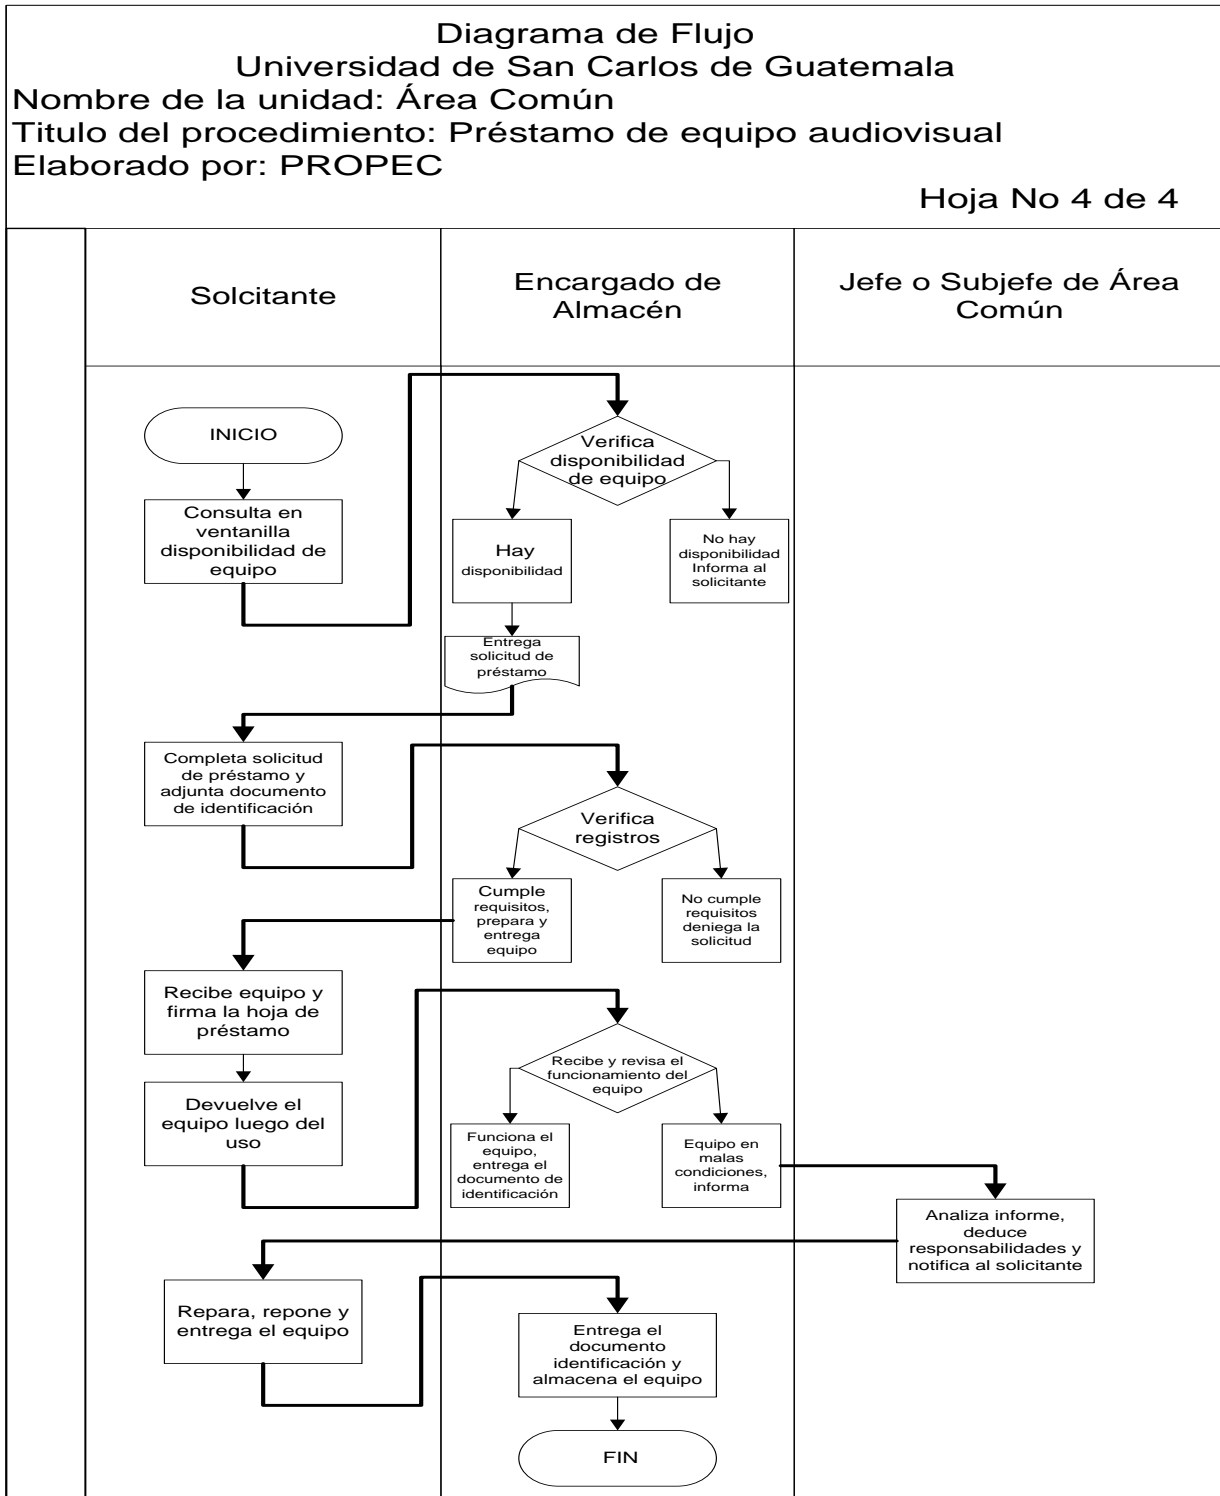 Diagrama de Flujo
Universidad de San Carlos de Guatemala
Nombre de la unidad: Área Común
Titulo del procedimiento: Préstamo de equipo audiovisual
Elaborado por: PROPEC
Hoja No 4 de 4
Solcitante
Encargado de
Almacén
Jefe o Subjefe de Área
Común
INICIO
Consulta en
ventanilla
disponibilidad de
equipo
Verifica
disponibilidad
de equipo
Hay
disponibilidad
No hay
disponibilidad
Informa al
solicitante
Entrega
solicitud de
préstamo
Completa solicitud
de préstamo y
adjunta documento
de identificación
Verifica
registros
Cumple
requisitos,
prepara y
entrega
equipo
No cumple
requisitos
deniega la
solicitud
Recibe equipo y
firma la hoja de
préstamo
Devuelve el
equipo luego del
uso
Recibe y revisa el
funcionamiento del
equipo
Funciona el
equipo,
entrega el
documento de
identificación
Equipo en
malas
condiciones,
informa
Analiza informe,
deduce
responsabilidades y
notifica al solicitante
Repara, repone y
entrega el equipo
Entrega el
documento
identificación y
almacena el equipo
FIN